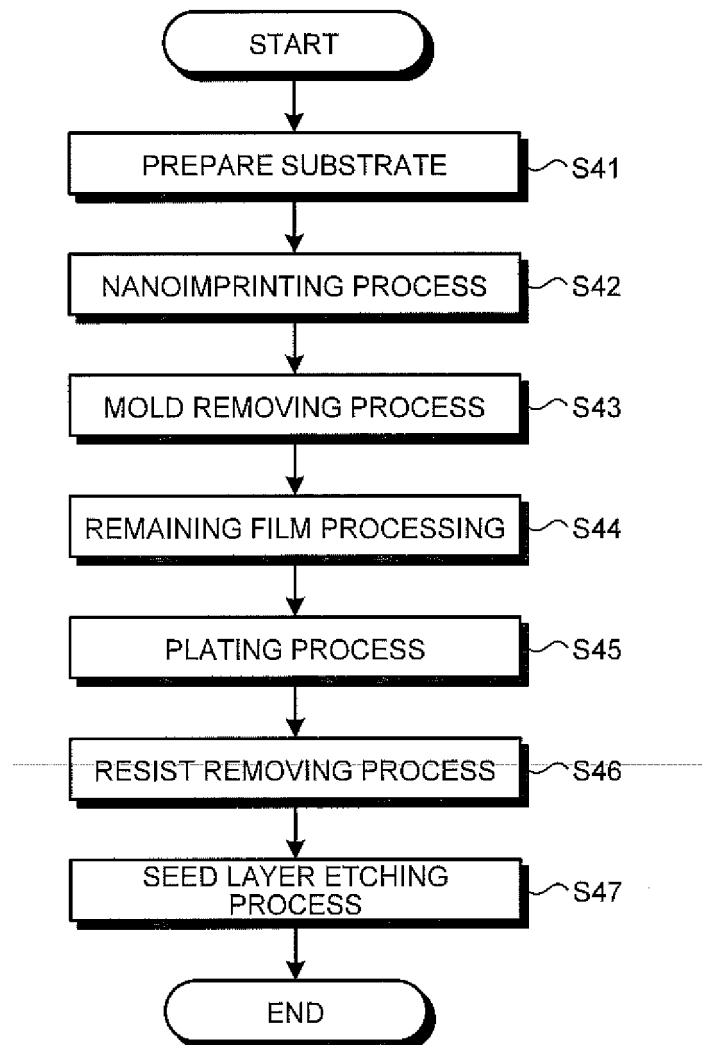 START
PREPARE SUBSTRATE
S41
NANOIMPRINTING PROCESS
S42
MOLD REMOVING PROCESS
S43
REMAINING FILM PROCESSING
S44
PLATING PROCESS
S45
RESIST REMOVING PROCESS
S46
SEED LAYER ETCHING
PROCESS
S47
END